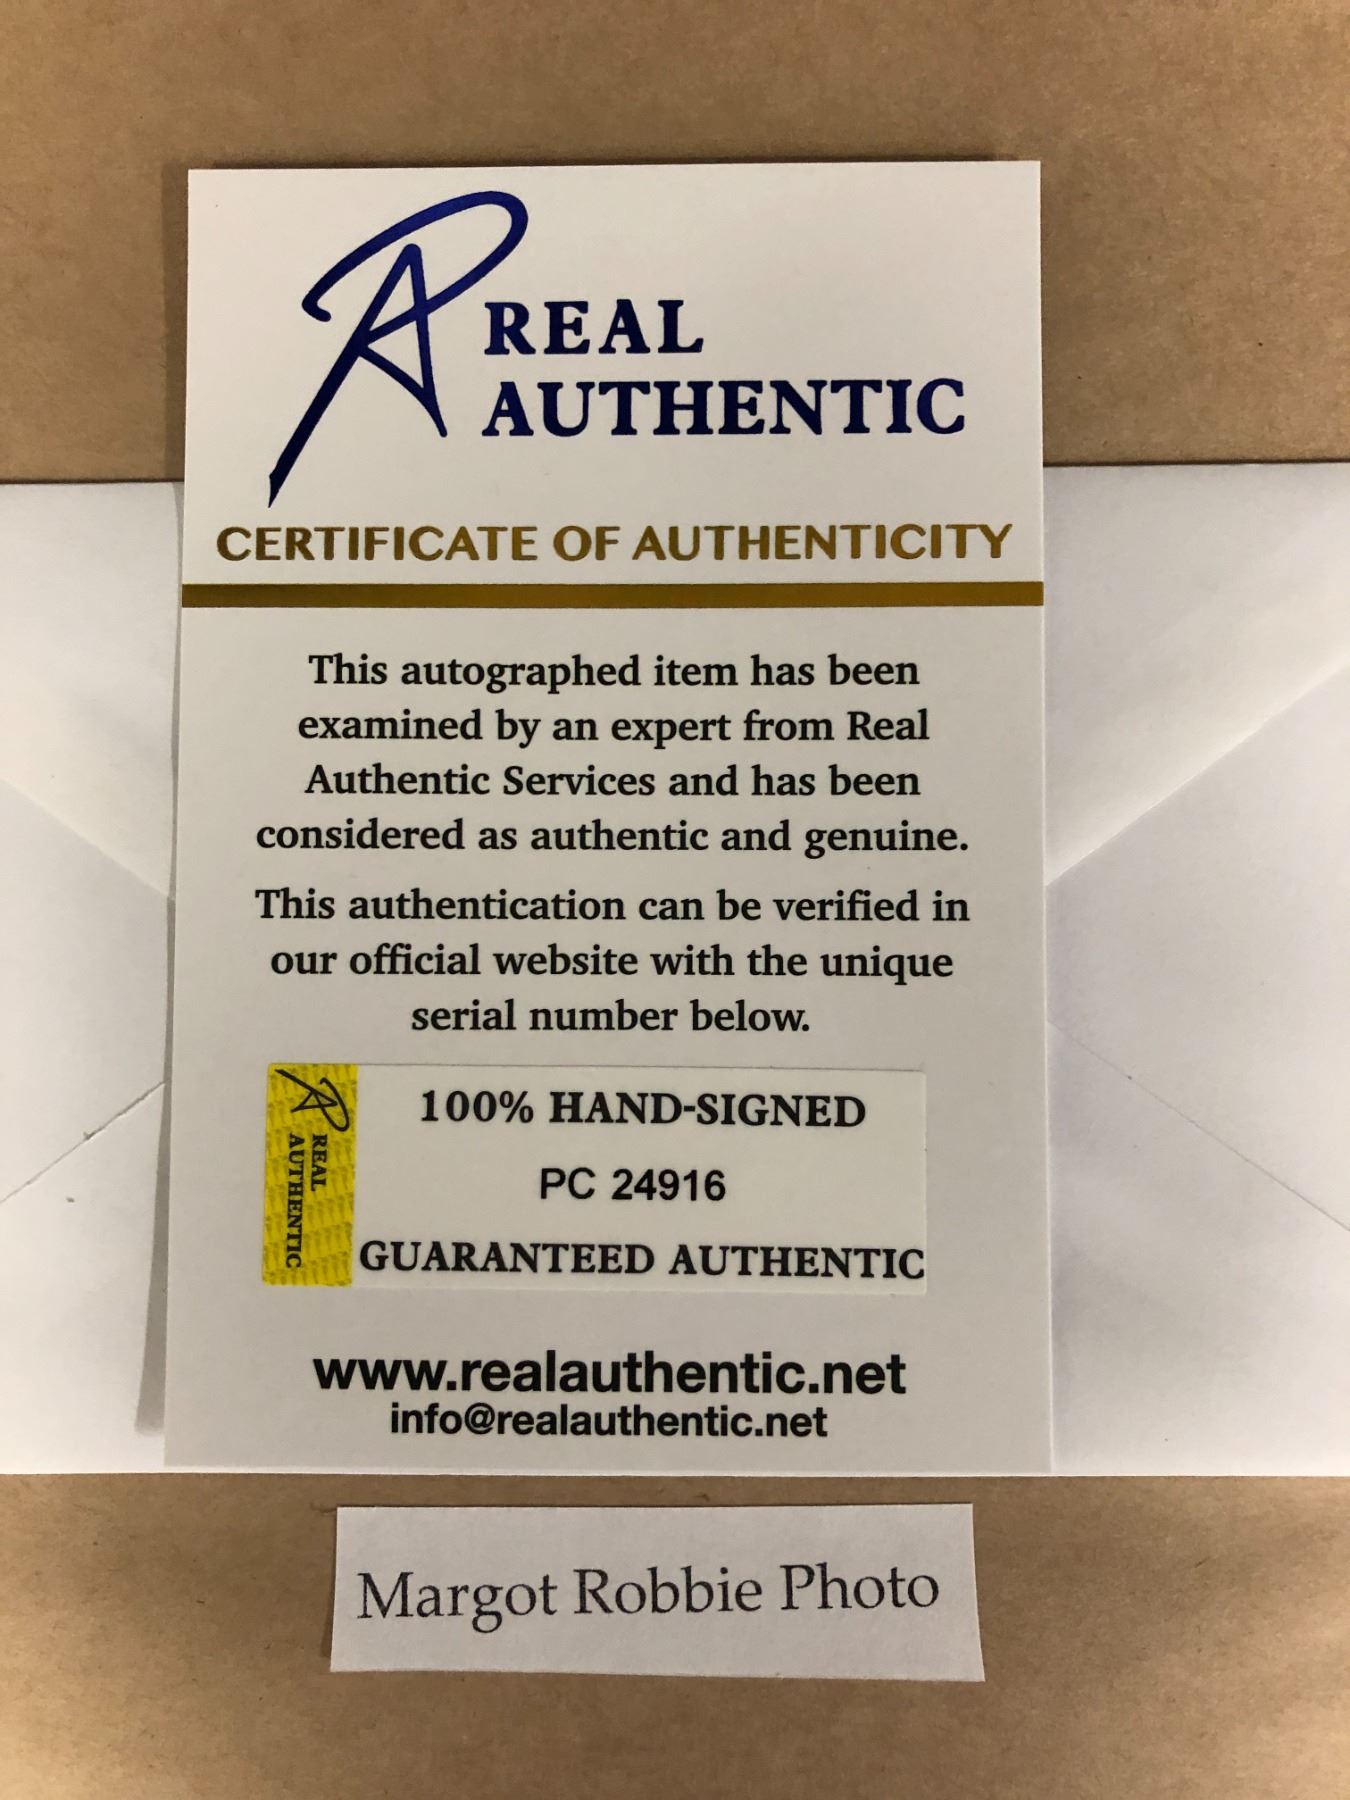 REAL
AUTHENTIC
CERTIFICATE OF AUTHENTICITY
This autographed item has been
examined by an expert from Real
Authentic Services and has been
considered as authentic and genuine.
This authentication can be verified in
our official website with the unique
serial number below.
REAL
AUTHENTIC
100% HAND-SIGNED
PC 24916
GUARANTEED AUTHENTIC
www.realauthentic.net
info@realauthentic.net
Margot Robbie Photo